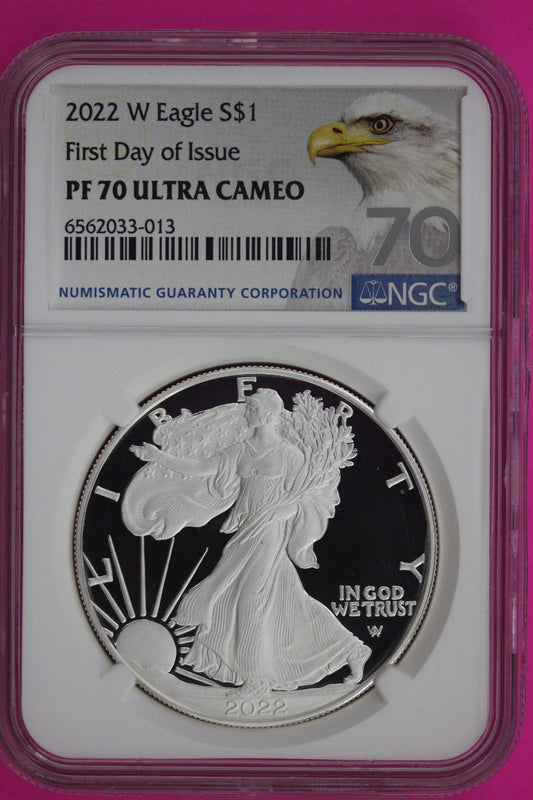 2022 W Eagle S$1
First Day of Issue
PF 70 ULTRA CAMEO
6562033-013
70
NUMISMATIC GUARANTY CORPORATION
NGC®
LIBERTY
IN GOD
WE TRUST
2022